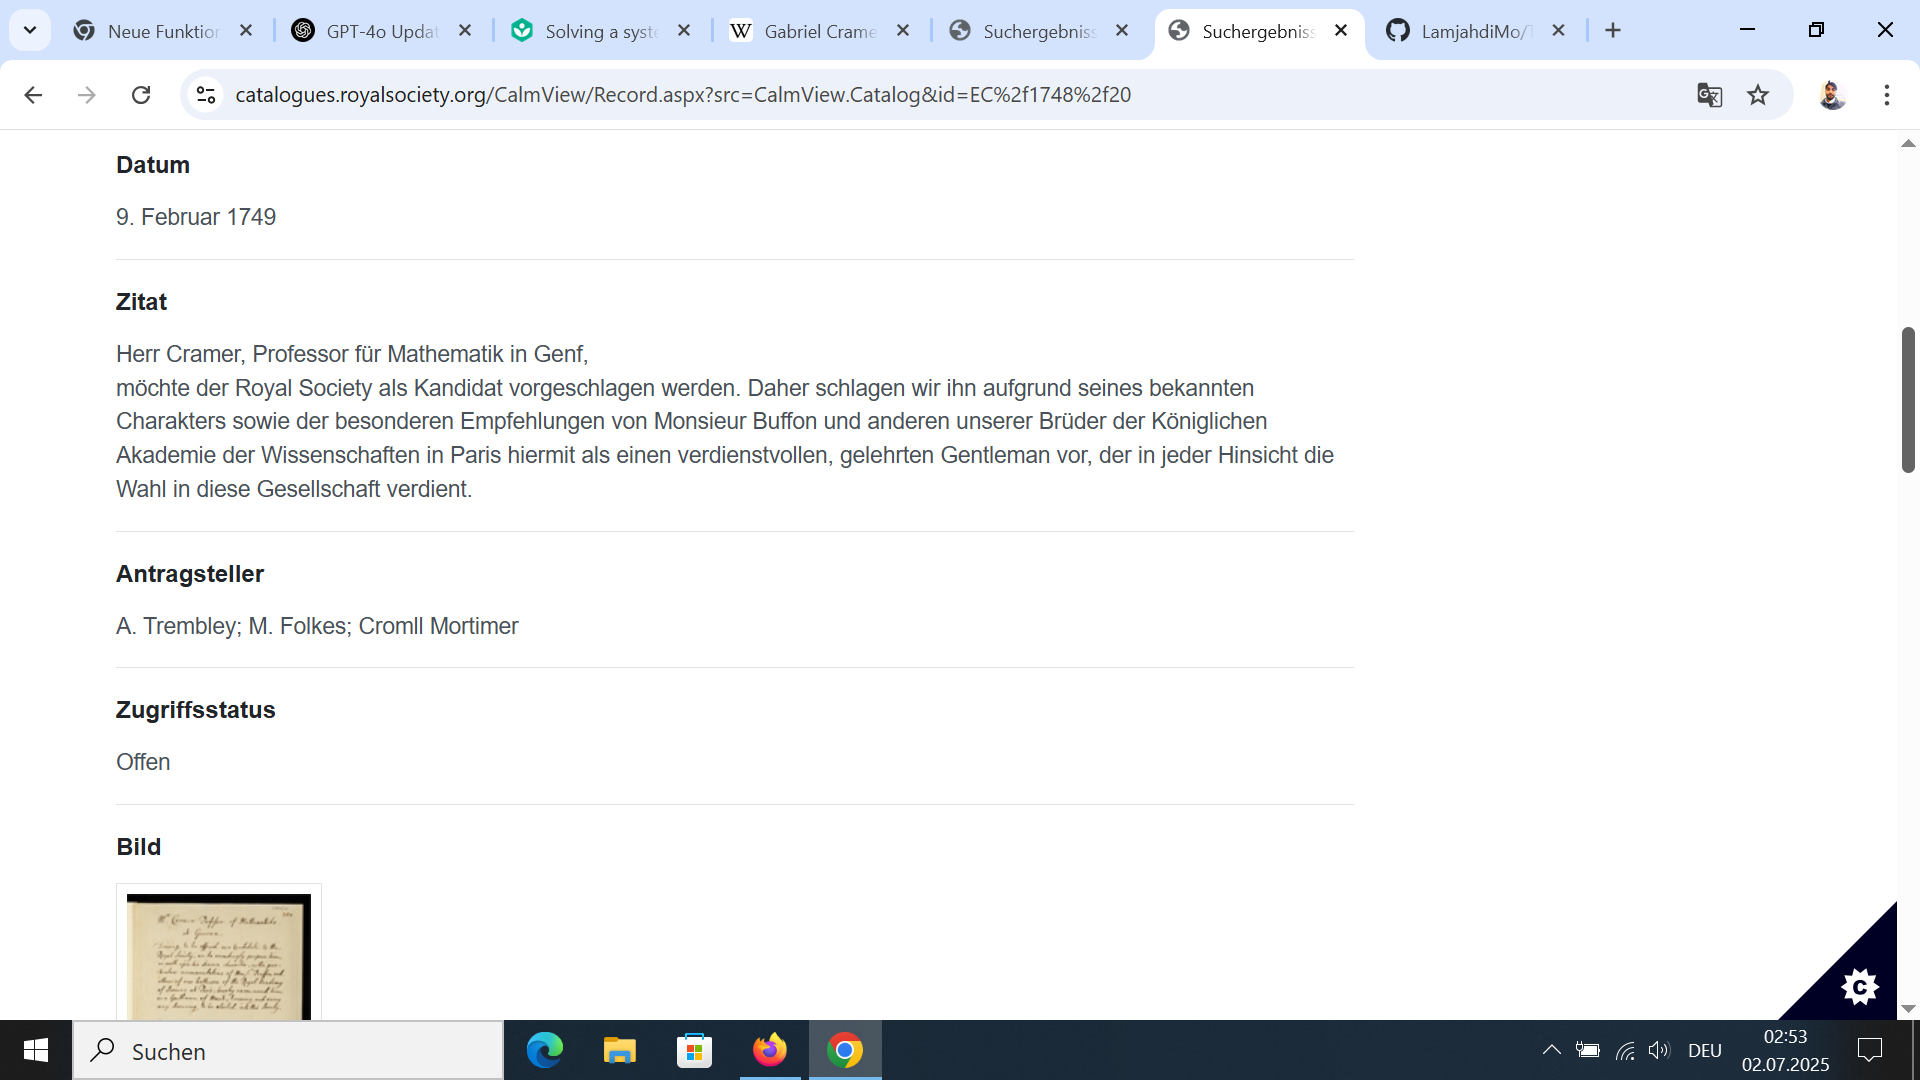 Neue Funktion
GPT-4o Updat
Solving a syste
W
Gabriel Crame
Suchergebniss
Suchergebniss
LamjahdiMo/T
catalogues.royalsociety.org/CalmView/Record.aspx?src=CalmView.Catalog&id=EC%2f1748%2f20
Datum
9. Februar 1749
Zitat
Herr Cramer, Professor für Mathematik in Genf,
möchte der Royal Society als Kandidat vorgeschlagen werden. Daher schlagen wir ihn aufgrund seines bekannten
Charakters sowie der besonderen Empfehlungen von Monsieur Buffon und anderen unserer Brüder der Königlichen
Akademie der Wissenschaften in Paris hiermit als einen verdienstvollen, gelehrten Gentleman vor, der in jeder Hinsicht die
Wahl in diese Gesellschaft verdient.
Antragsteller
A. Trembley; M. Folkes; Cromll Mortimer
Zugriffsstatus
Offen
Bild
C
Suchen
DEU
02:53
02.07.2025